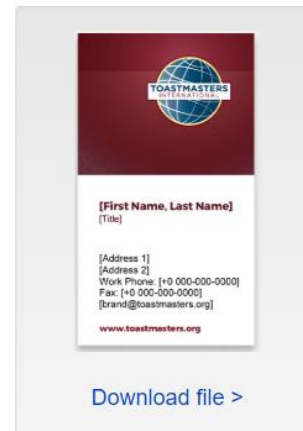 TOASTMASTERS
INTERNATIONAL
[First Name, Last Name]
[Title]
[Address 1]
[Address 2]
Work Phone: [+0 000-000-0000]
Fax: [+0 000-000-0000]
[brand@toastmasters.org]
www.toastmasters.org
Download file >